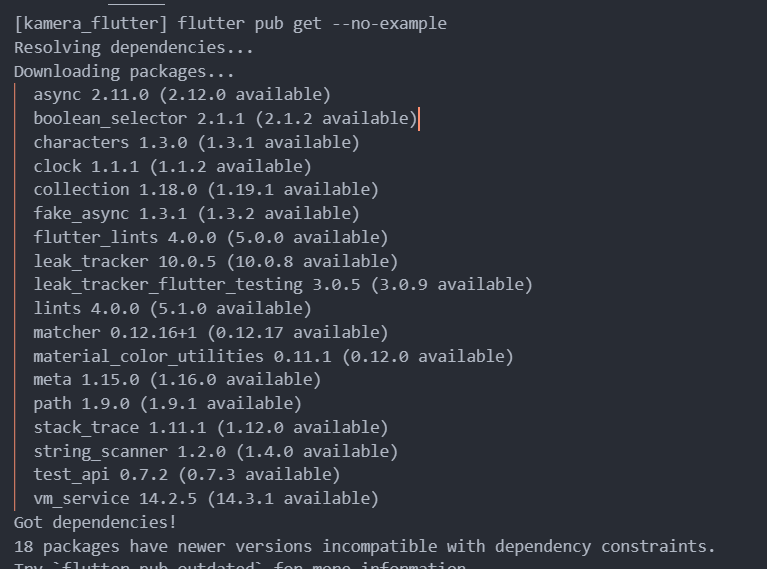 [kamera_flutter] flutter pub get --no-example
Resolving dependencies...
Downloading packages...
async 2.11.0 (2.12.0 available)
boolean_selector 2.1.1 (2.1.2 available)
characters 1.3.0 (1.3.1 available)
clock 1.1.1 (1.1.2 available)
collection 1.18.0 (1.19.1 available)
fake_async 1.3.1 (1.3.2 available)
flutter_lints 4.0.0 (5.0.0 available)
leak_tracker 10.0.5 (10.0.8 available)
leak_tracker_flutter_testing 3.0.5 (3.0.9 available)
lints 4.0.0 (5.1.0 available)
matcher 0.12.16+1 (0.12.17 available)
material_color_utilities 0.11.1 (0.12.0 available)
meta 1.15.0 (1.16.0 available)
path 1.9.0 (1.9.1 available)
stack_trace 1.11.1 (1.12.0 available)
string_scanner 1.2.0 (1.4.0 available)
test_api 0.7.2 (0.7.3 available)
vm_service 14.2.5 (14.3.1 available)
Got dependencies!
18 packages have newer versions incompatible with dependency constraints.
Try `flutter pub outdated` for more information